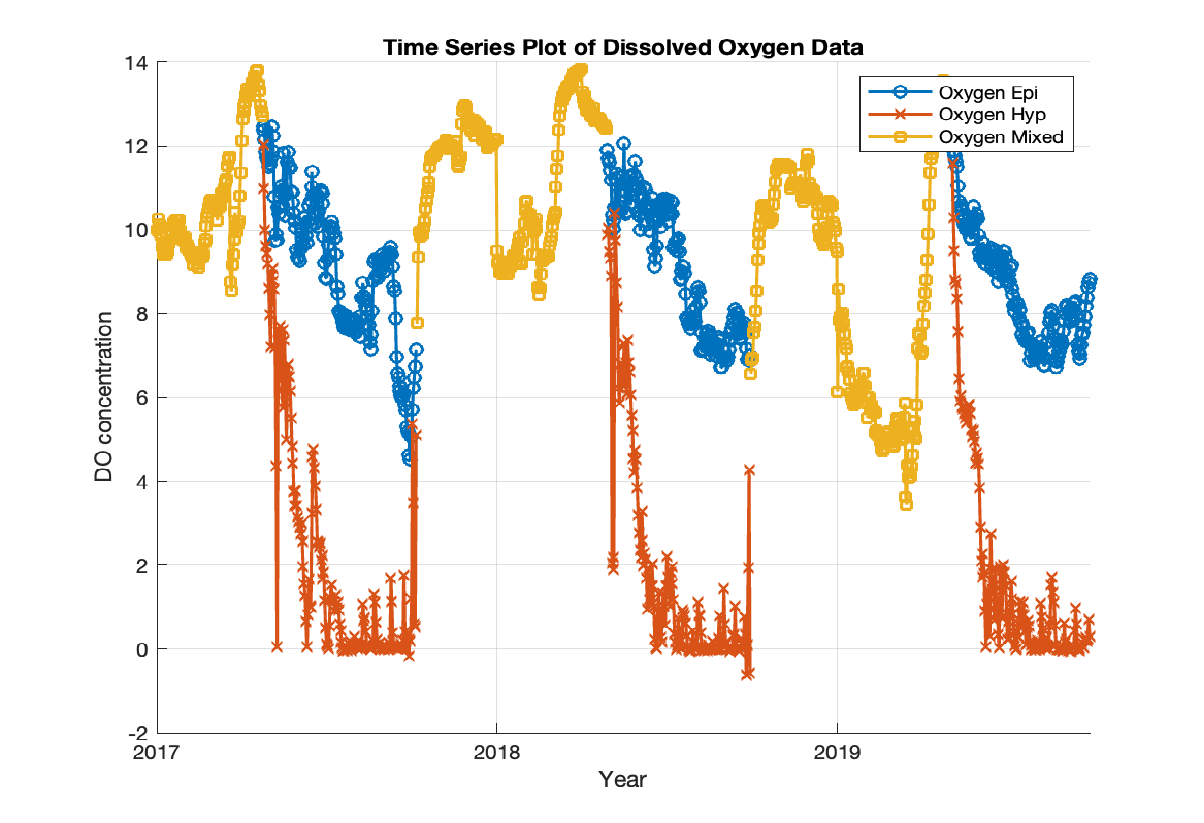 Time Series Plot of Dissolved Oxygen Data
14
12
10
8
6
4
2
0
-2
DO concentration
Oxygen Epi
Oxygen Hyp
Oxygen Mixed
2017
2018
2019
Year